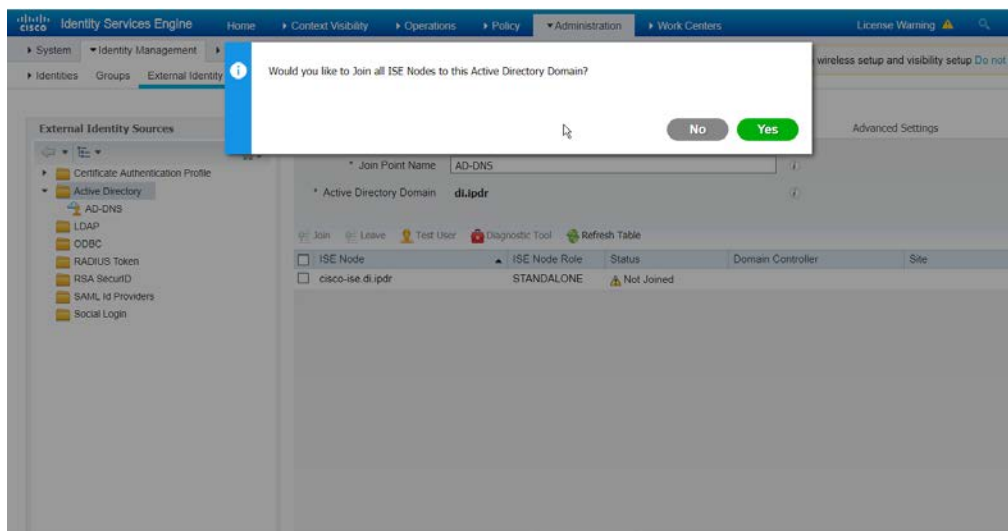 cisco Identity Services Engine Home Context Visibility Operations Policy Administration Work Centers License Warning
System Identity Management
Identities Groups External Identity
wireless setup and visibility setup Do not
Would you like to Join all ISE Nodes to this Active Directory Domain?
No Yes
External Identity Sources
Advanced Settings
Certificate Authentication Profile
Active Directory
AD-DNS
LDAP
ODBC
RADIUS Token
RSA SecurID
SAML Id Providers
Social Login
* Join Point Name AD-DNS
* Active Directory Domain di.ipdr
Join Leave Test User Diagnostic Tool Refresh Table
ISE Node ISE Node Role Status Domain Controller Site
cisco-ise.di.ipdr STANDALONE Not Joined